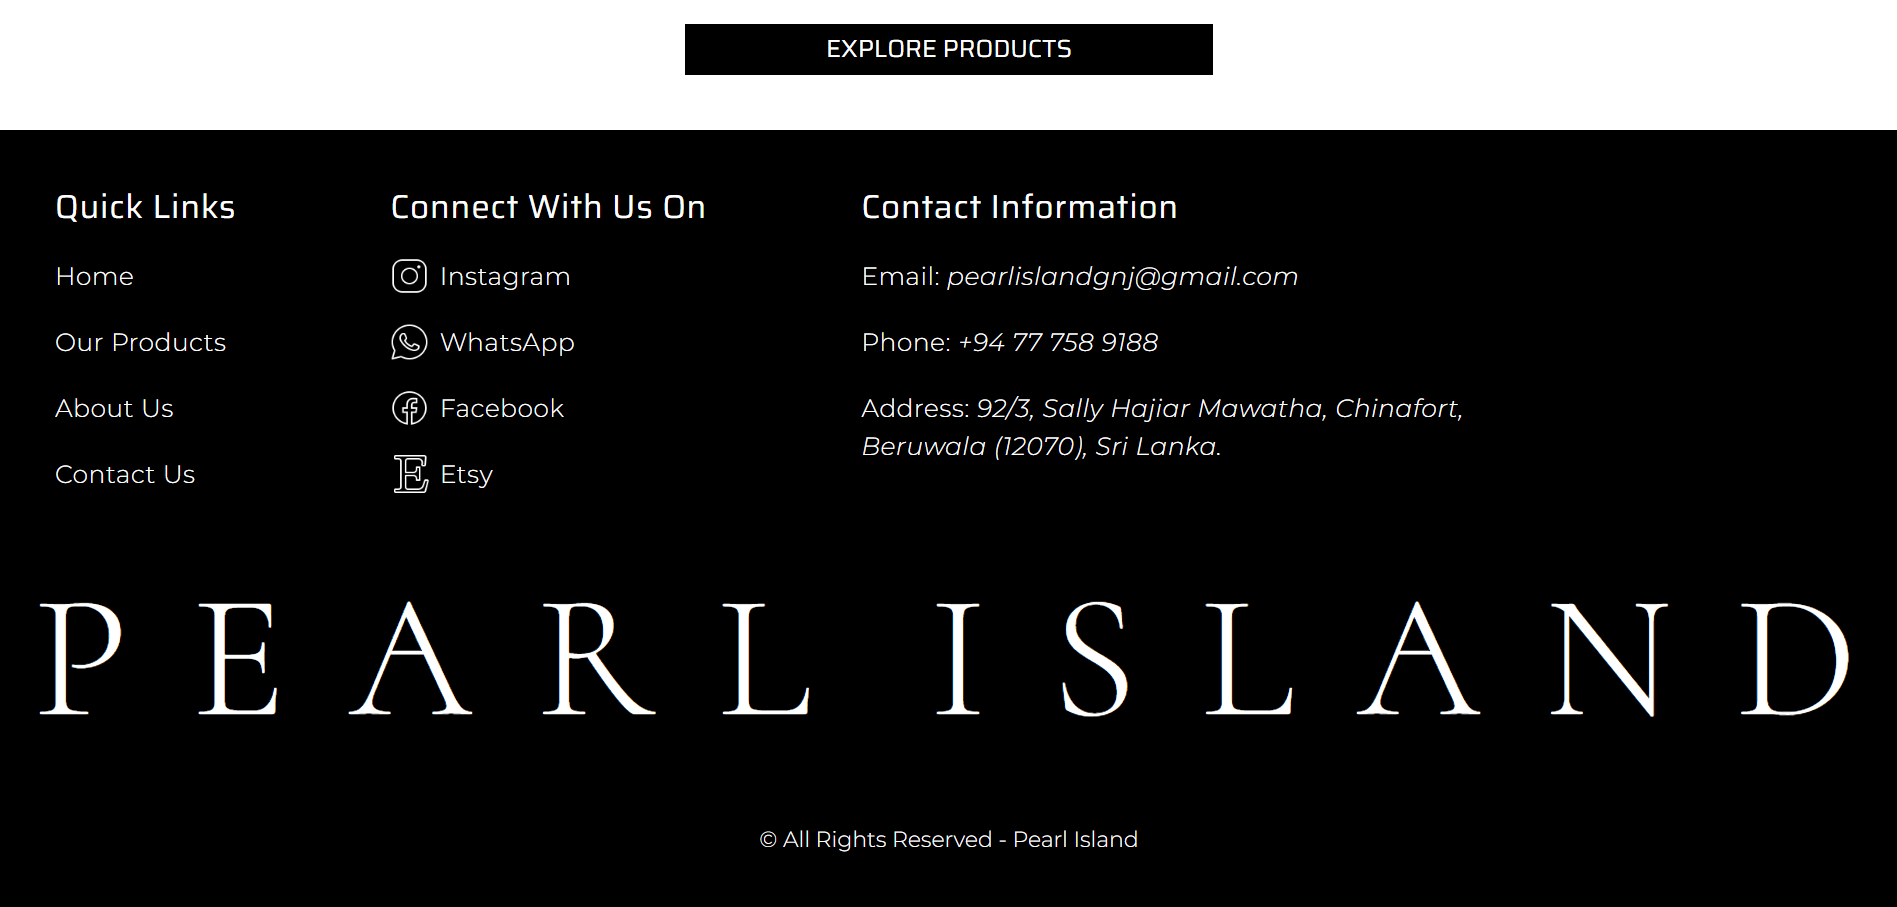 EXPLORE PRODUCTS
Quick Links
Home
Our Products
About Us
Contact Us
Connect With Us On
Instagram
WhatsApp
Facebook
Etsy
Contact Information
Email: pearlislandgnj@gmail.com
Phone: +94 77 758 9188
Address: 92/3, Sally Hajiar Mawatha, Chinafort,
Beruwala (12070), Sri Lanka.
PEARL ISLAND
© All Rights Reserved - Pearl Island